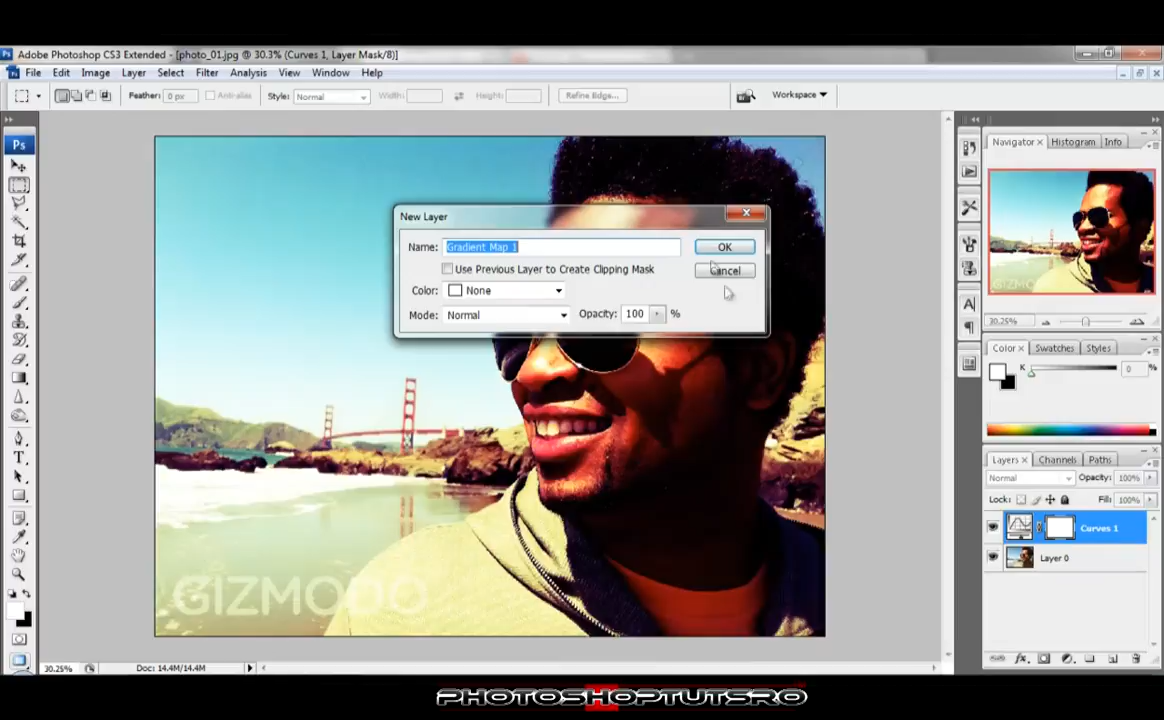 Adobe Photoshop CS3 Extended - [photo_01.jpg @ 30.3% (Curves 1, Layer Mask/8)]
File Edit Image Layer Select Filter Analysis View Window Help
Feather: 0 px Anti-alias Style: Normal Width: Height: Refine Edge... Workspace
Ps
Navigator Histogram Info
New Layer
Name: Gradient Map 1 OK
Use Previous Layer to Create Clipping Mask Cancel
Color: None
Mode: Normal Opacity: 100 %
GIZMODO
30.25%
Color Swatches Styles
K 0 %
Layers Channels Paths
Normal Opacity: 100%
Lock: Fill: 100%
Curves 1
Layer 0
GIZMODO
30.25% Doc: 14.4M/14.4M
PHOTOSHOPTUTSRO